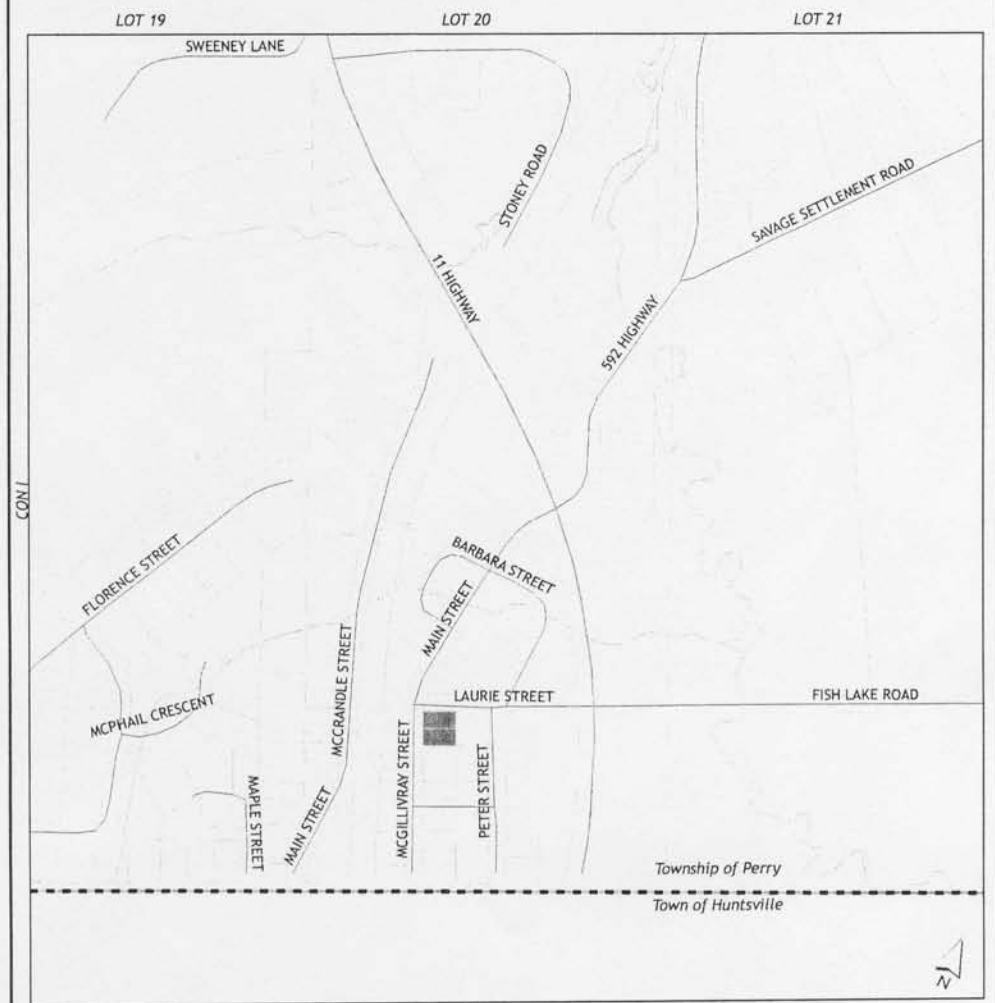 LOT 19
LOT 20
LOT 21
SWEENEY LANE
STONEY ROAD
SAVAGE SETTLEMENT ROAD
11 HIGHWAY
592 HIGHWAY
CON I
FLORENCE STREET
BARBARA STREET
MAIN STREET
MCCRANDLE STREET
LAURIE STREET
FISH LAKE ROAD
MCPHAIL CRESCENT
MCGILLIVRAY STREET
PETER STREET
MAPLE STREET
MAIN STREET
Township of Perry
Town of Huntsville
N